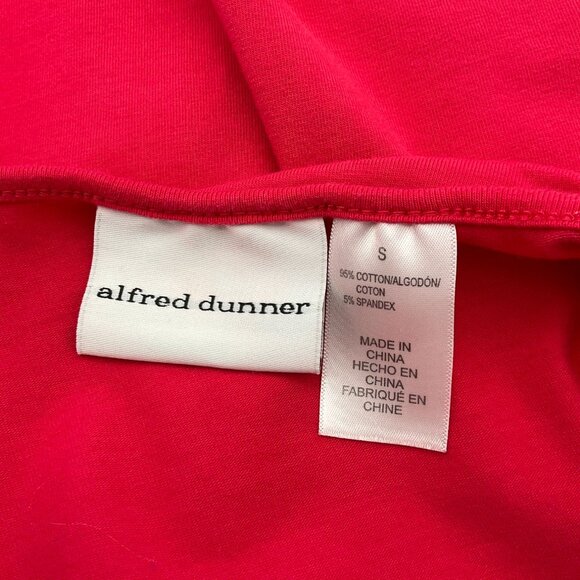 alfred dunner
S
95% COTTON/ALGODÓN/
COTON
5% SPANDEX
MADE IN
CHINA
HECHO EN
CHINA
FABRIQUÉ EN
CHINE